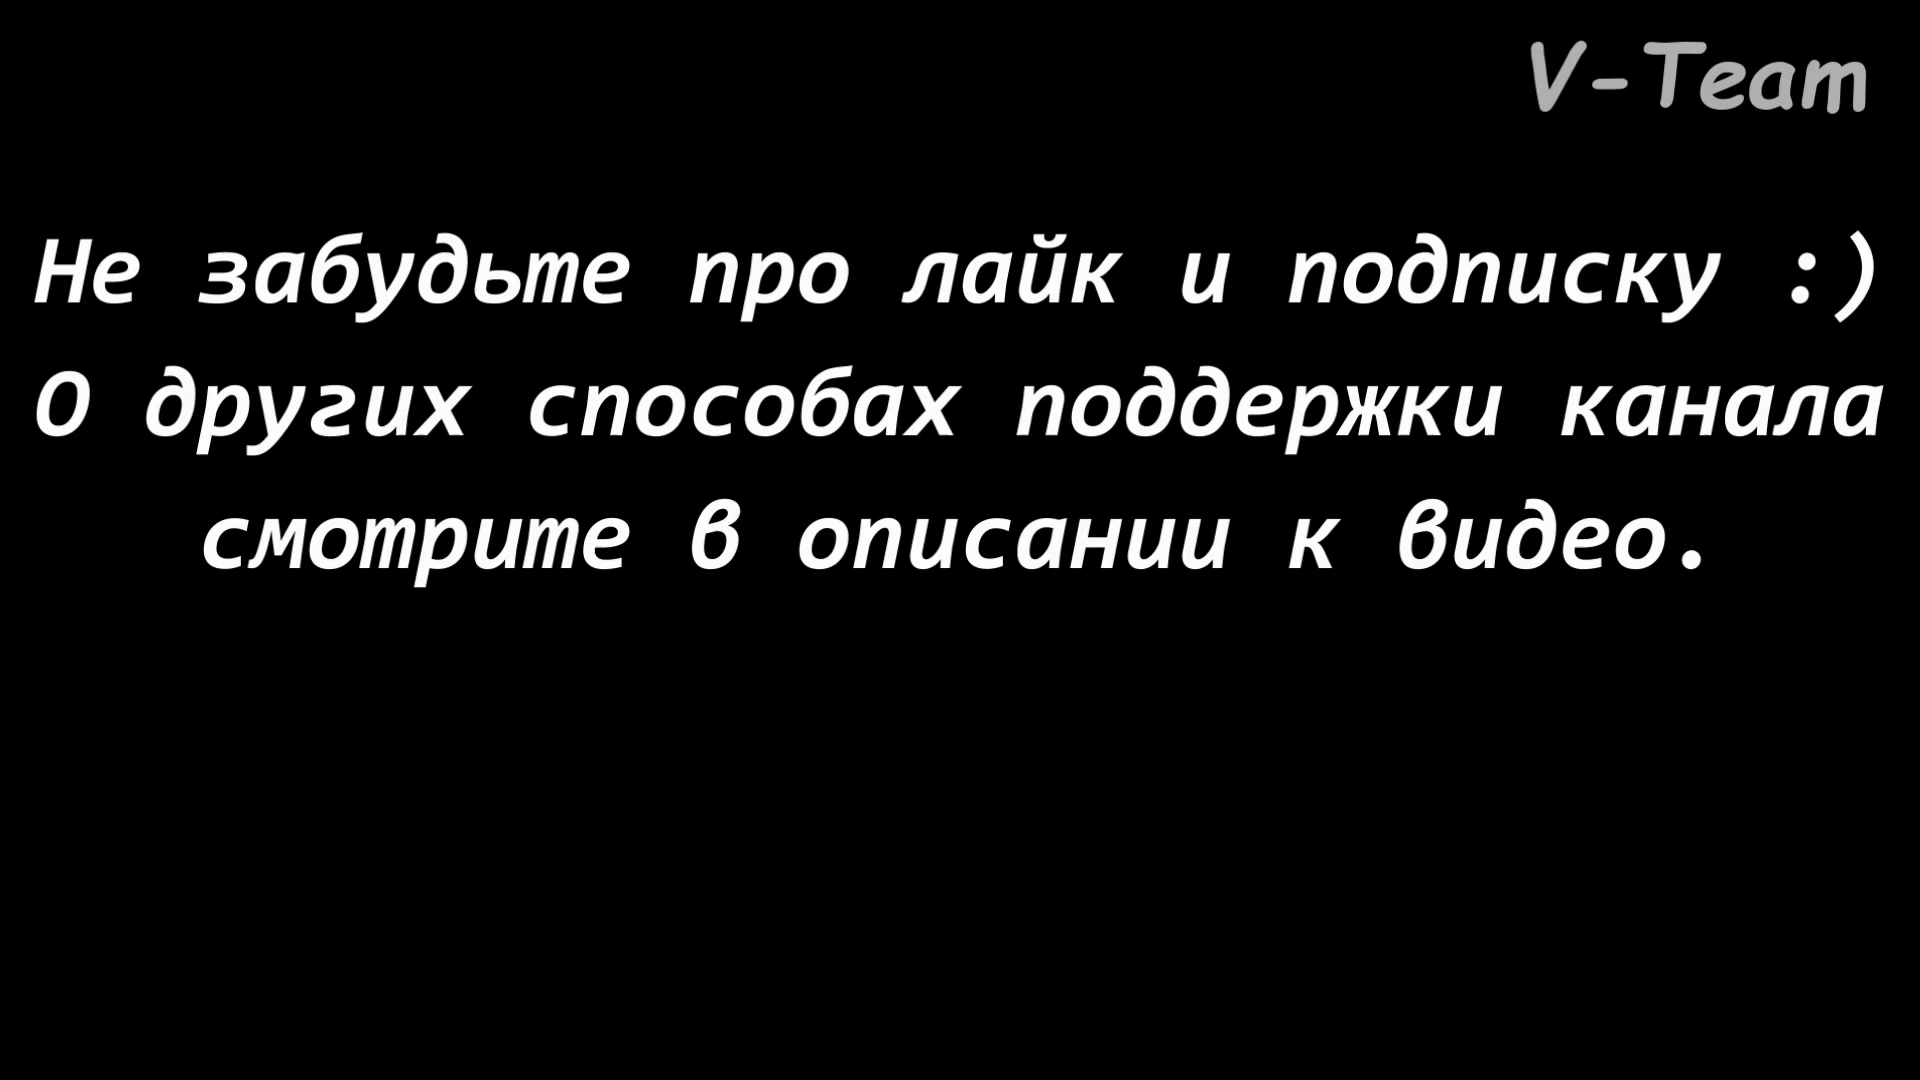 V-Team
Не забудьте про лайк и подписку :)
О других способах поддержки канала
смотрите в описании к видео.